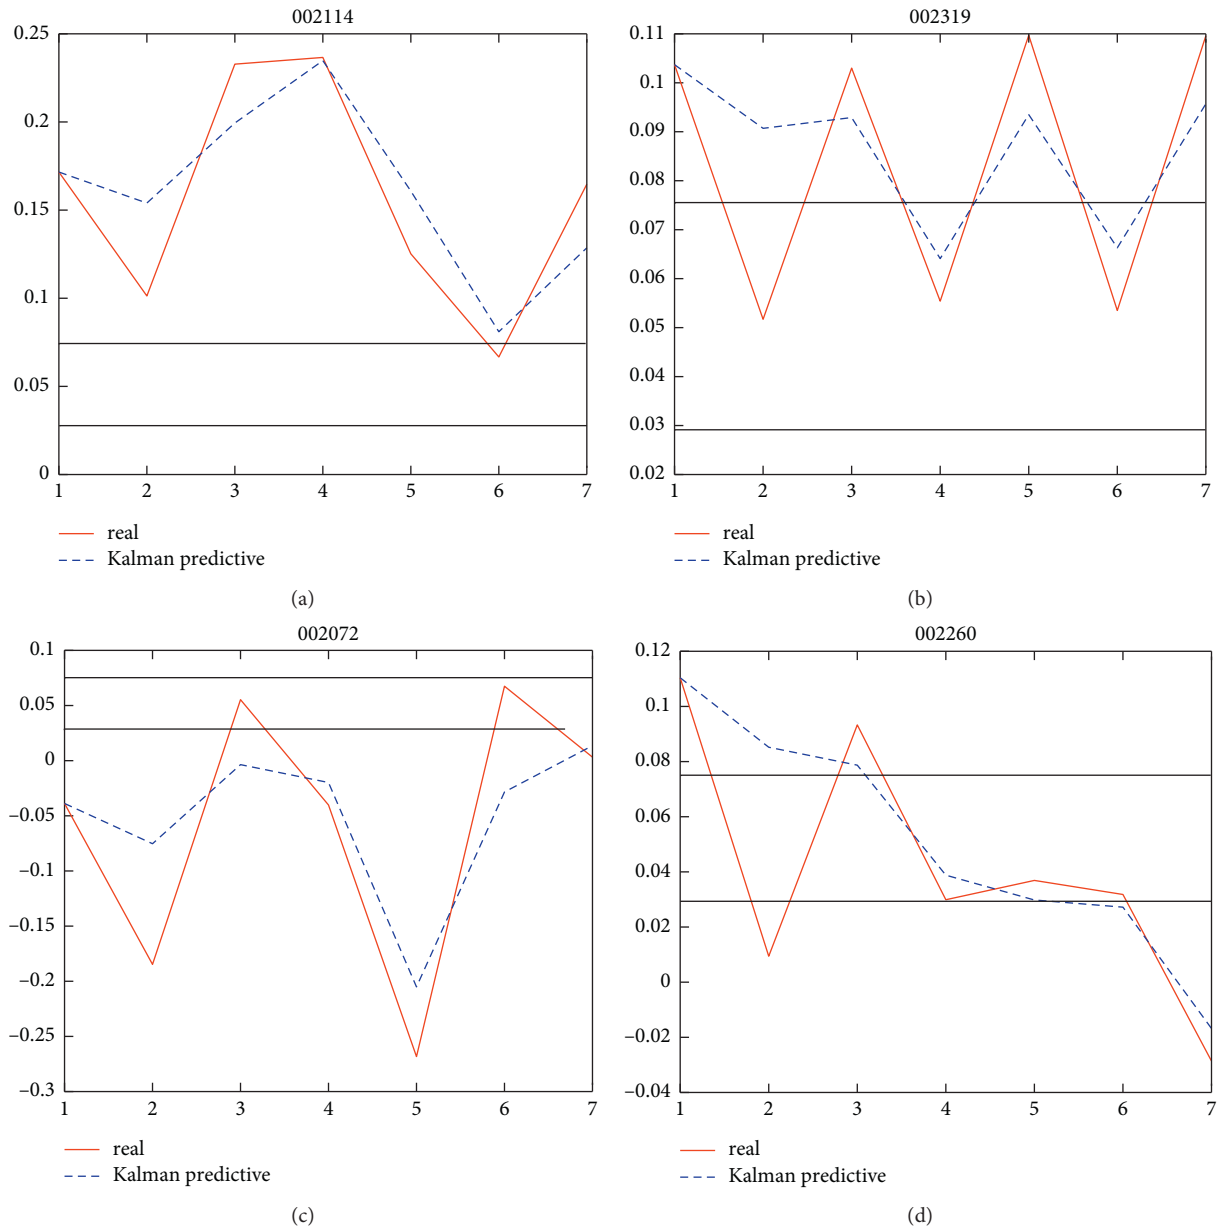 002114
0.25
0.2
0.15
0.1
0.05
0
1 2 3 4 5 6 7
real
Kalman predictive
(a)
002319
0.11
0.1
0.09
0.08
0.07
0.06
0.05
0.04
0.03
0.02
1 2 3 4 5 6 7
real
Kalman predictive
(b)
002072
0.1
0.05
0
–0.05
–0.1
–0.15
–0.2
–0.25
–0.3
1 2 3 4 5 6 7
real
Kalman predictive
(c)
002260
0.12
0.1
0.08
0.06
0.04
0.02
0
–0.02
–0.04
1 2 3 4 5 6 7
real
Kalman predictive
(d)